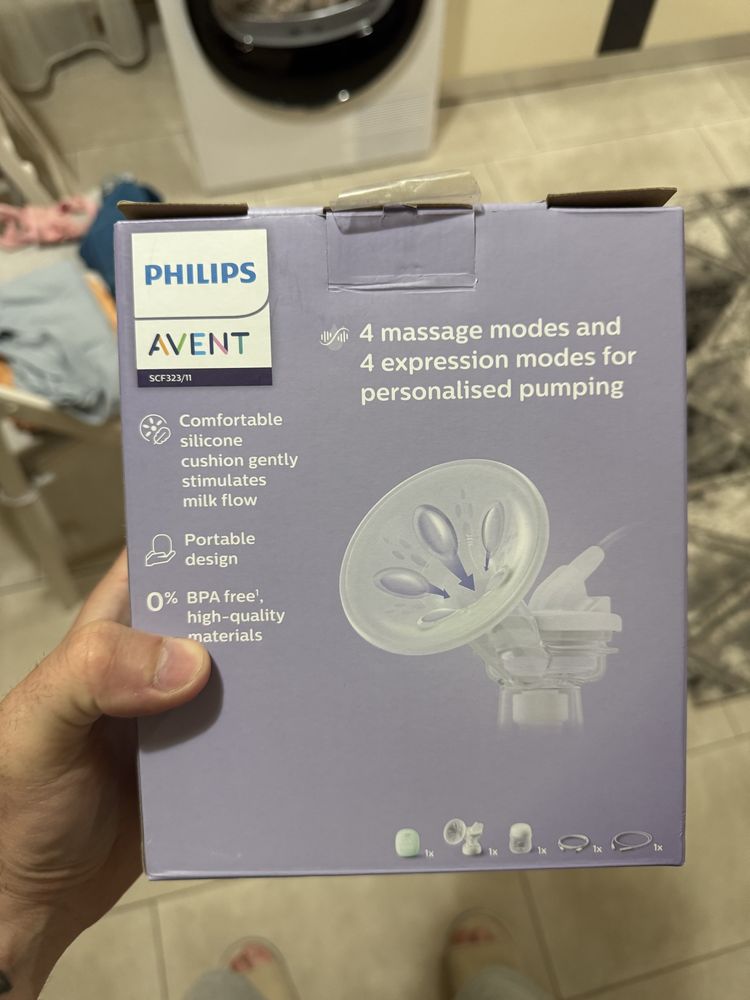 PHILIPS
AVENT
SCF323/11
4 massage modes and
4 expression modes for
personalised pumping
Comfortable
silicone
cushion gently
stimulates
milk flow
Portable
design
0% BPA free¹,
high-quality
materials
1x
1x
1x
1x
1x